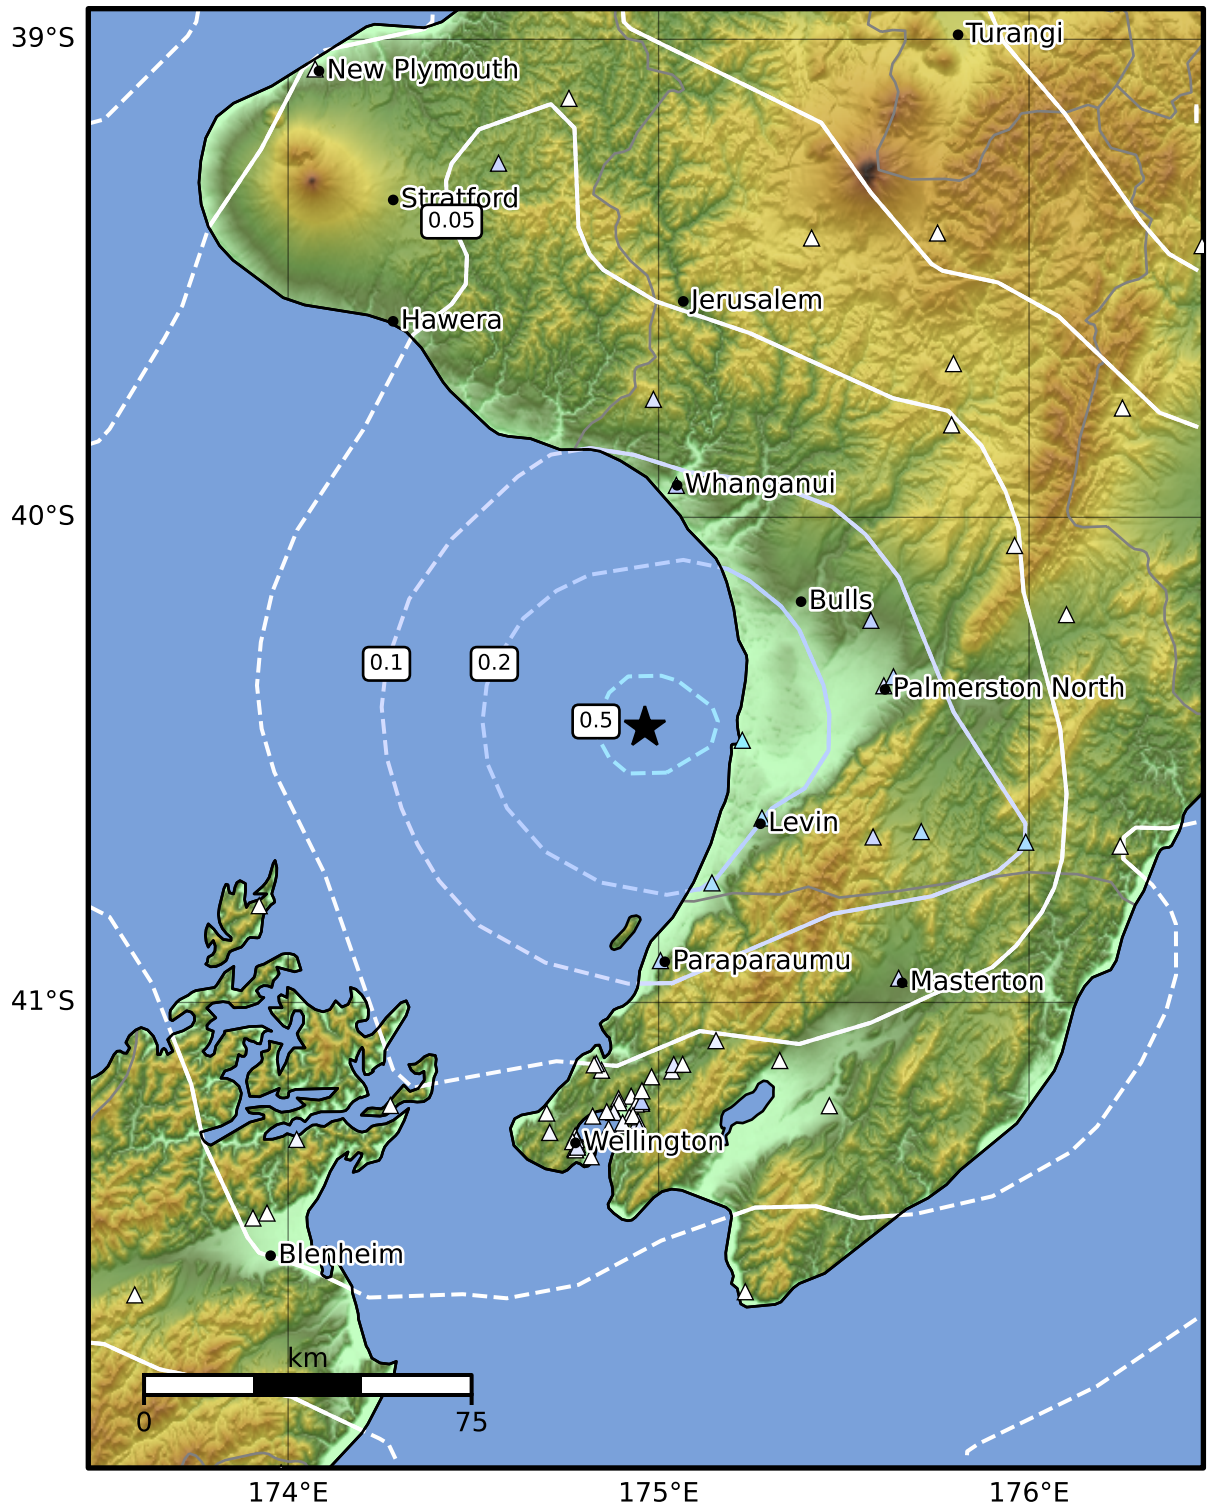 39°S
Turangi
New Plymouth
Stratford
0.05
Jerusalem
Hawera
Whanganui
40°S
Bulls
0.1
0.2
Palmerston North
0.5
Levin
Paraparaumu
Masterton
41°S
Wellington
Blenheim
km
0
75
174°E
175°E
176°E